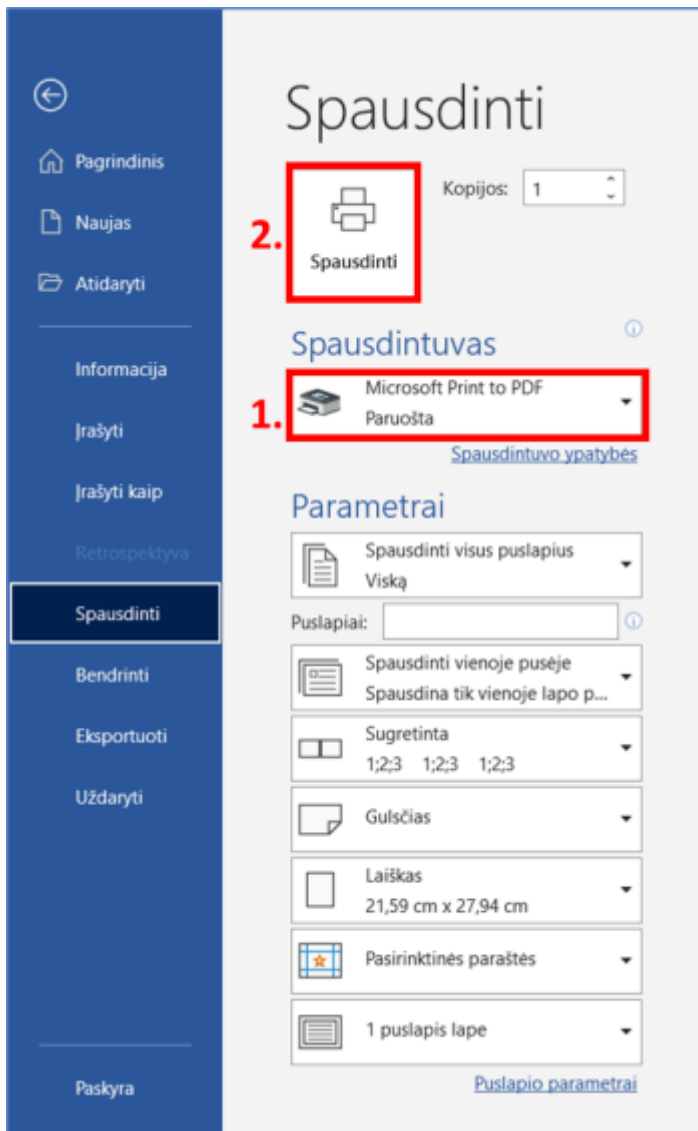 Pagrindinis
Naujas
Atidaryti
Informacija
Įrašyti
Įrašyti kaip
Retrospektyva
Spausdinti
Bendrinti
Eksportuoti
Uždaryti
Paskyra
Spausdinti
2.
Spausdinti
Kopijos: 1
Spausdintuvas
1.
Microsoft Print to PDF
Paruošta
Spausdintuvo ypatybės
Parametrai
Spausdinti visus puslapius
Viską
Puslapiai:
Spausdinti vienoje pusėje
Spausdina tik vienoje lapo p...
Sugretinta
1;2;3 1;2;3 1;2;3
Gulsčias
Laiškas
21,59 cm x 27,94 cm
Pasirinktinės paraštės
1 puslapis lape
Puslapio parametrai